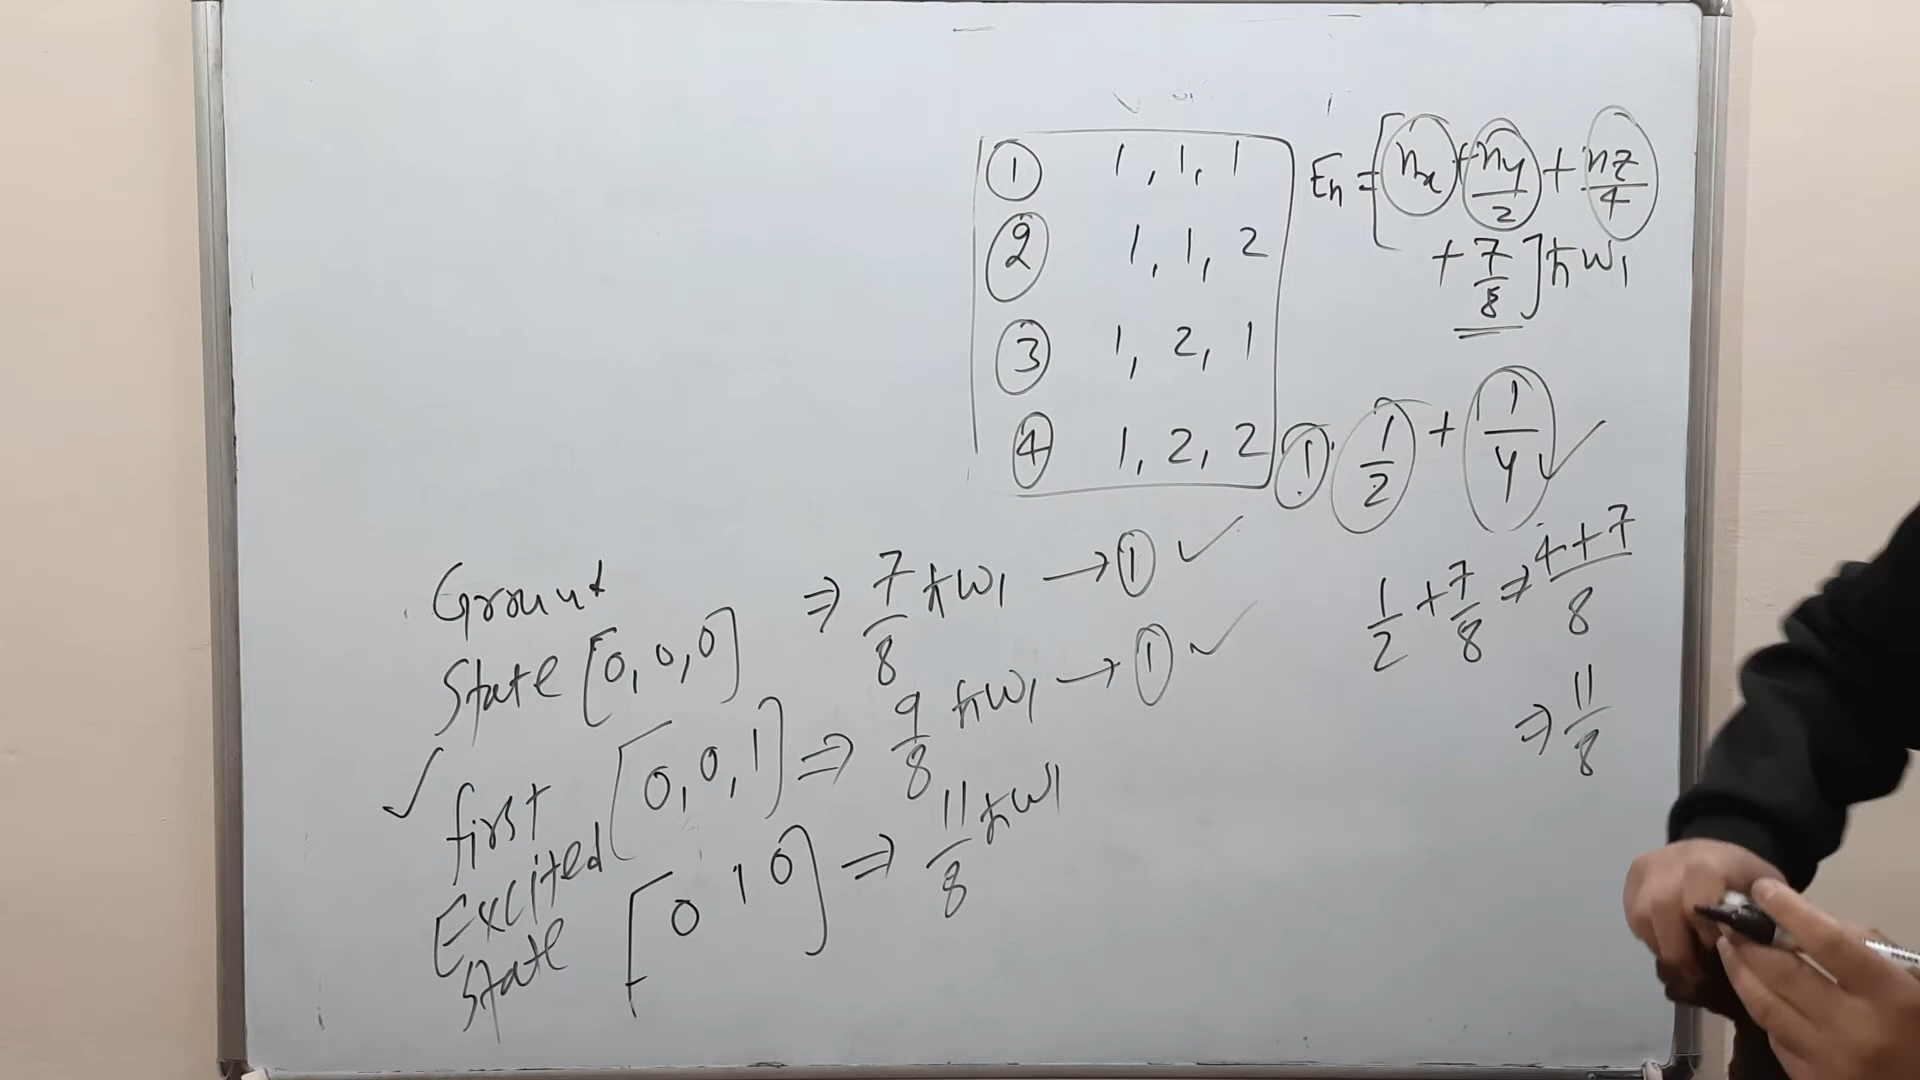 ① 1, 1, 1
② 1, 1, 2
③ 1, 2, 1
④ 1, 2, 2
En = [nx + ny/2 + nz/4
+ 7/8] ħω1
① 1/2 + 1/4 ✓
1/2 + 7/8 ⇒ 4+7/8
⇒ 11/8
Ground
State [0, 0, 0] ⇒ 7/8 ħω1 → ① ✓
✓ first
Excited
state
[0, 0, 1] ⇒ 9/8 ħω1 → ① ✓
[0 1 0] ⇒ 11/8 ħω1